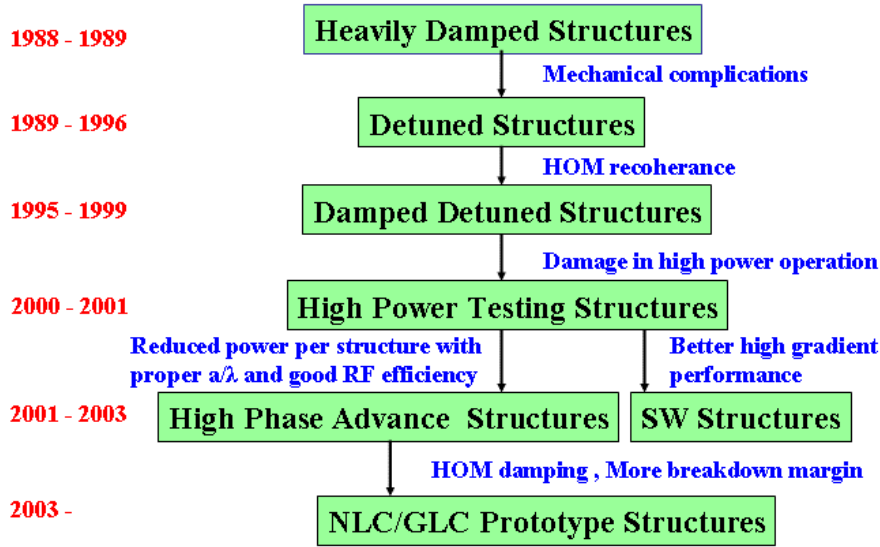 1988 - 1989
Heavily Damped Structures
Mechanical complications
1989 - 1996
Detuned Structures
HOM recoherance
1995 - 1999
Damped Detuned Structures
Damage in high power operation
2000 - 2001
High Power Testing Structures
Reduced power per structure with
proper a/λ and good RF efficiency
Better high gradient
performance
2001 - 2003
High Phase Advance Structures
SW Structures
HOM damping , More breakdown margin
2003 -
NLC/GLC Prototype Structures